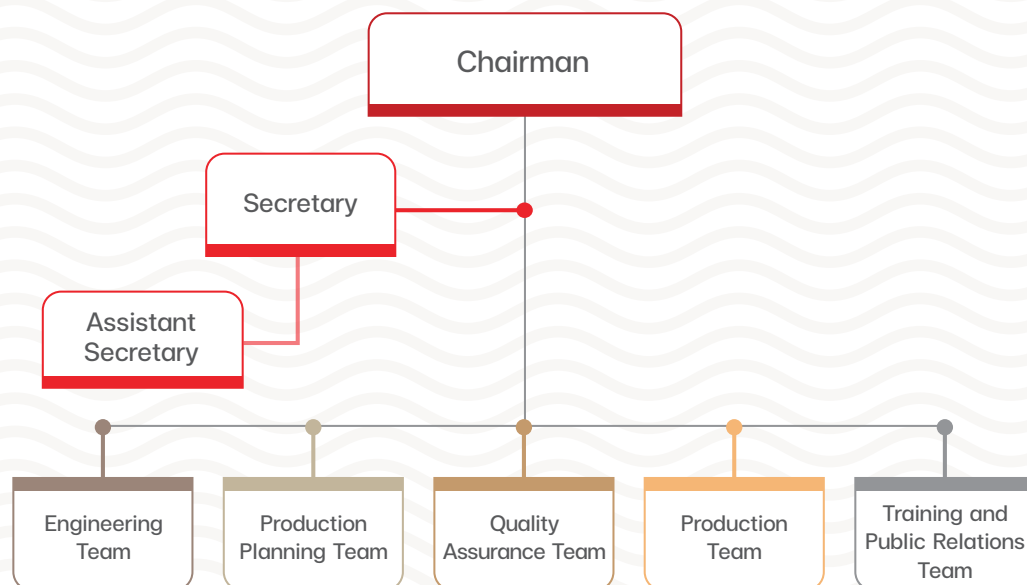 Chairman
Secretary
Assistant
Secretary
Engineering
Team
Production
Planning Team
Quality
Assurance Team
Production
Team
Training and
Public Relations
Team